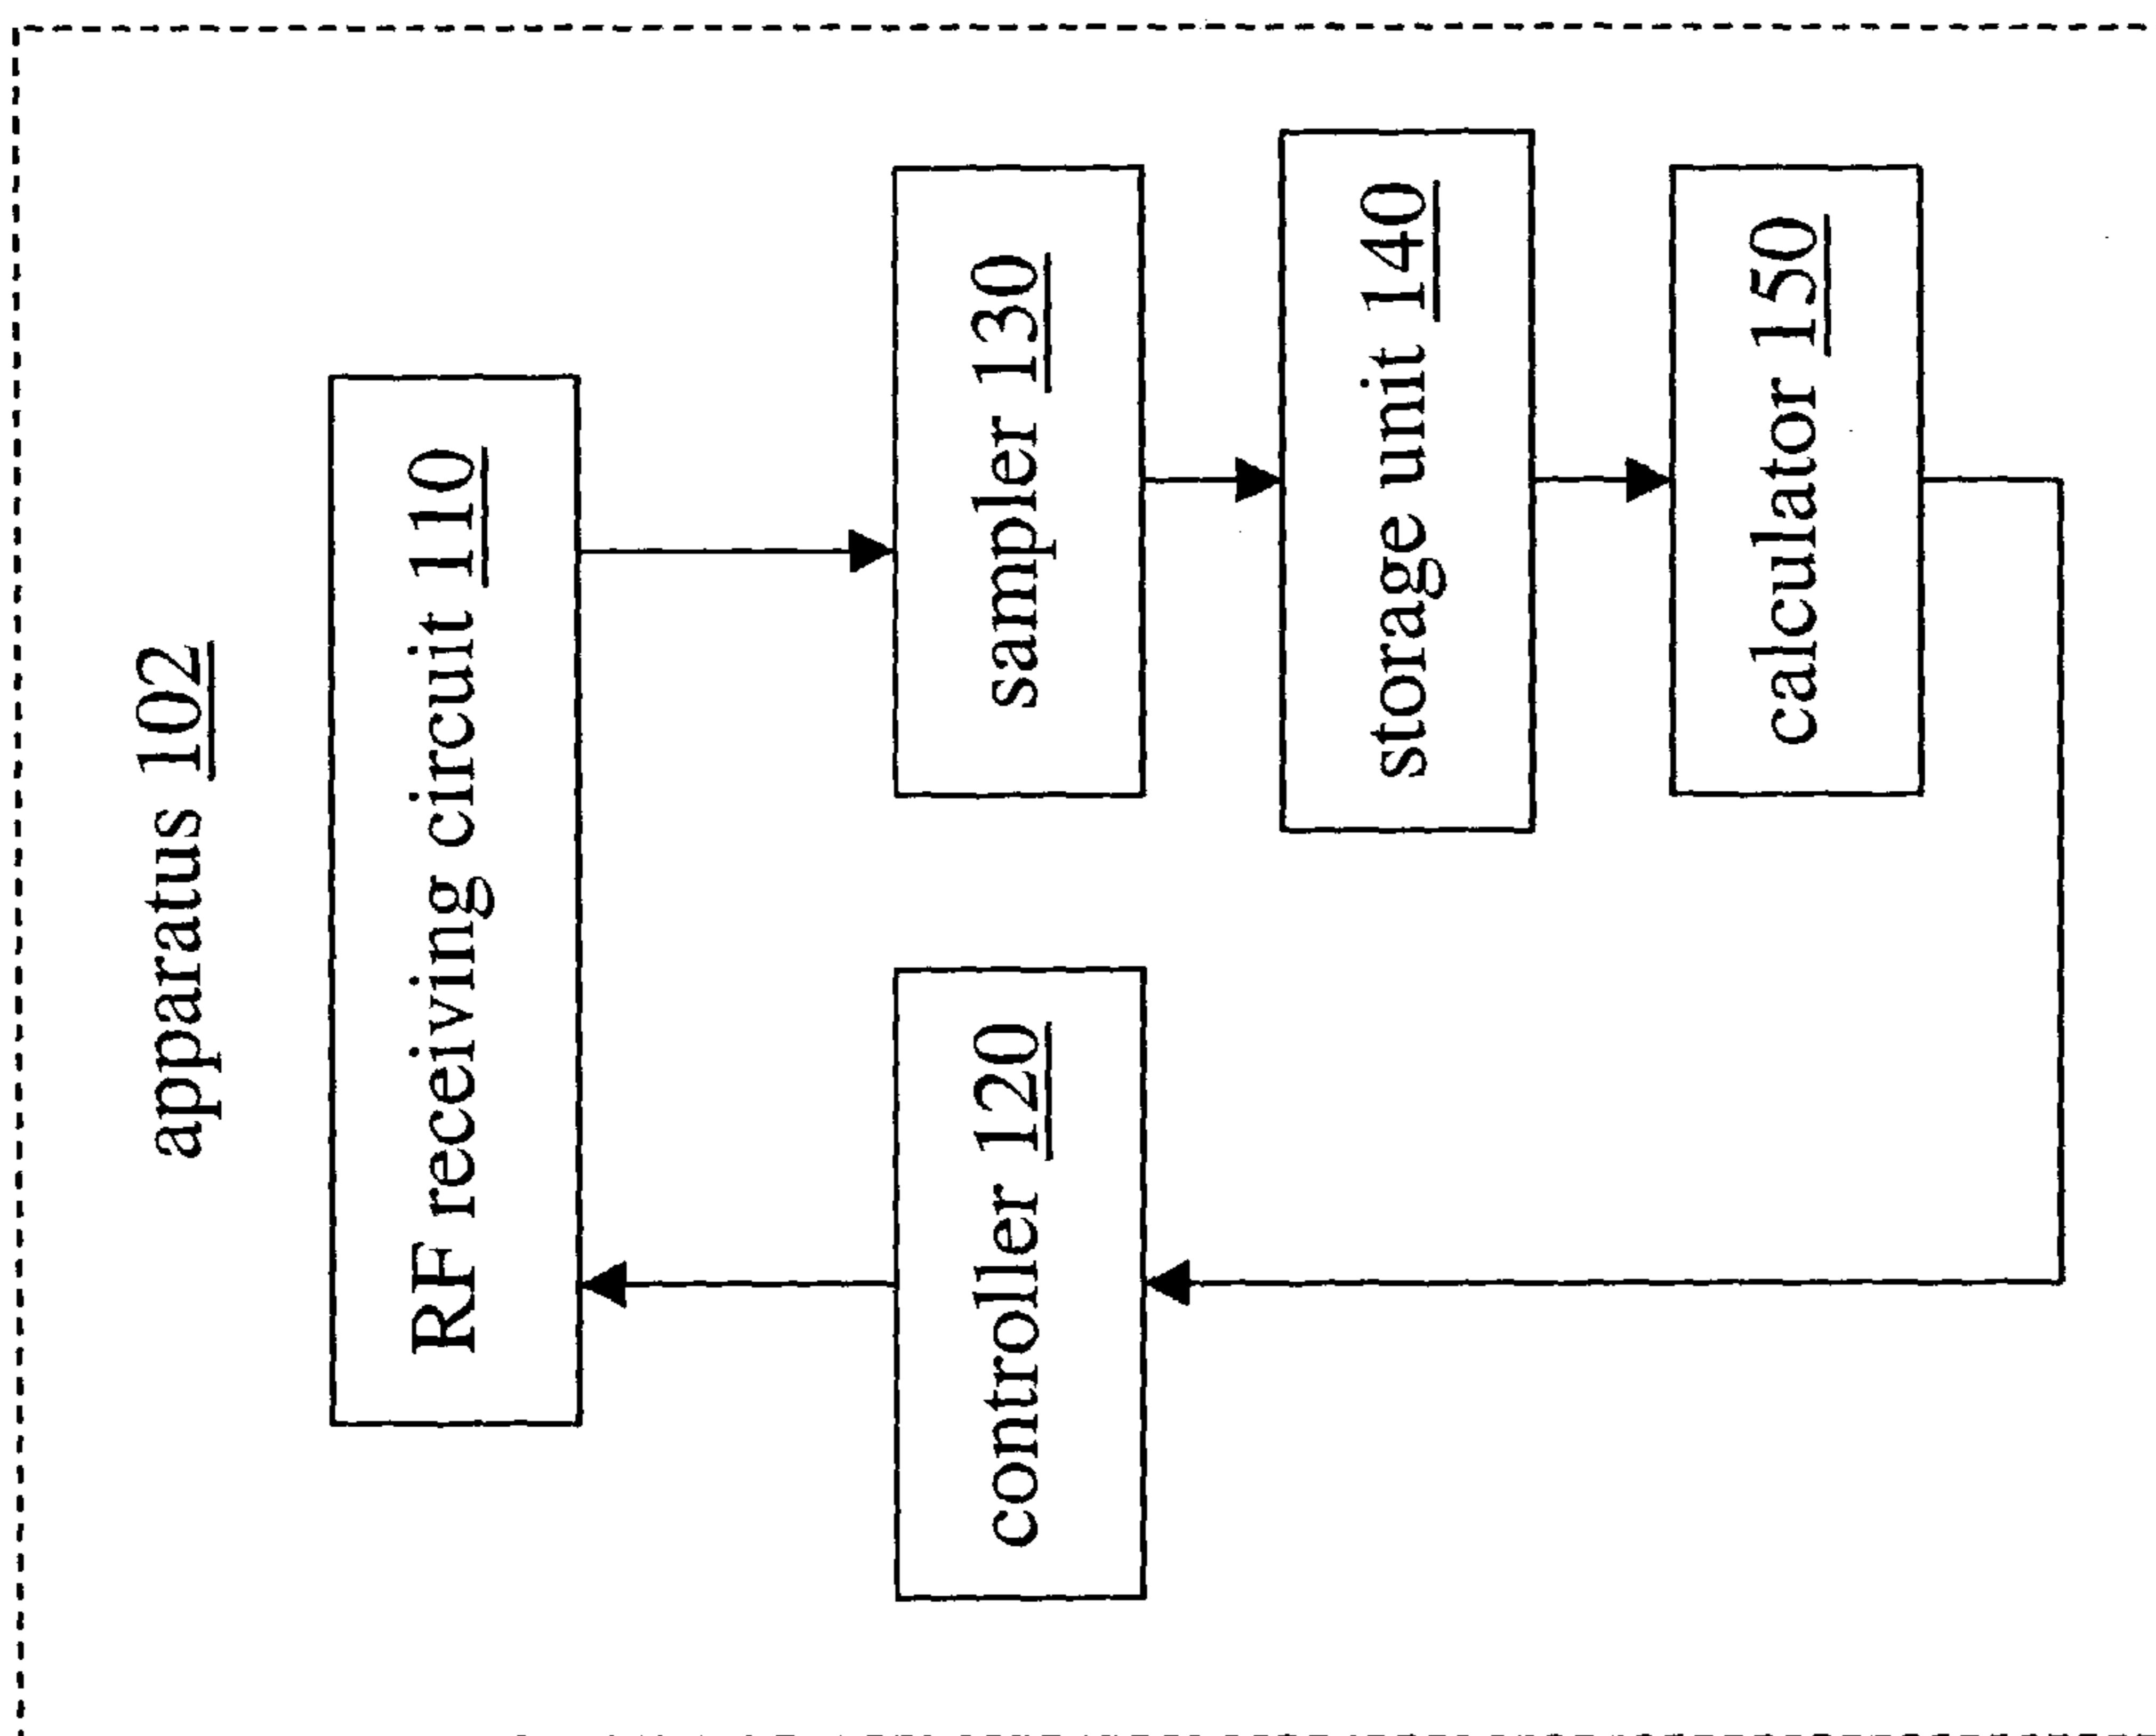 apparatus 102
RF receiving circuit 110
controller 120
sampler 130
storage unit 140
calculator 150